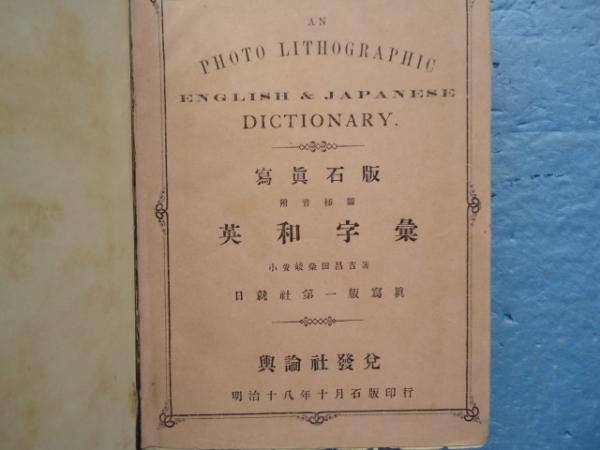 AN
PHOTO LITHOGRAPHIC
ENGLISH & JAPANESE
DICTIONARY.
寫眞石版
附音插圖
英和字彙
小安峻柴田昌吉著
日就社第一版寫眞
輿論社發兌
明治十八年十月石版印行